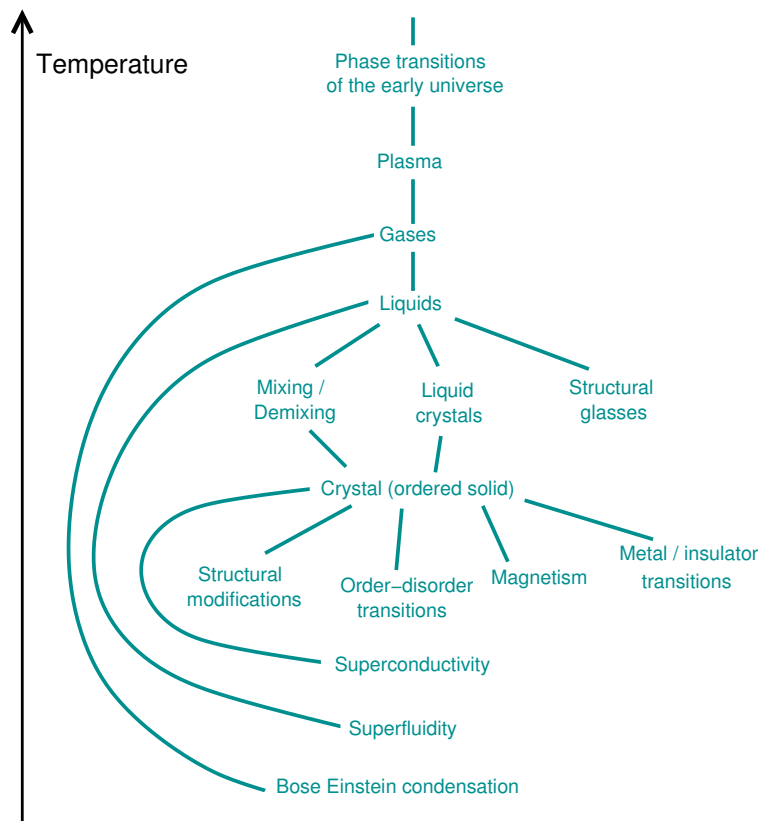 Temperature
Phase transitions
of the early universe
Plasma
Gases
Liquids
Mixing /
Demixing
Liquid
crystals
Structural
glasses
Crystal (ordered solid)
Structural
modifications
Order−disorder
transitions
Magnetism
Metal / insulator
transitions
Superconductivity
Superfluidity
Bose Einstein condensation